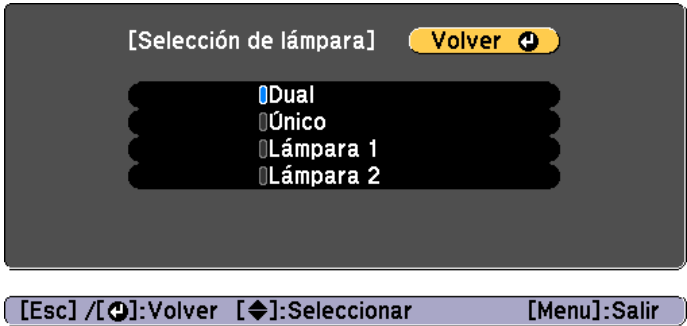 [Selección de lámpara] Volver
Dual
Único
Lámpara 1
Lámpara 2
[Esc] /[⏎]:Volver [◆]:Seleccionar [Menu]:Salir